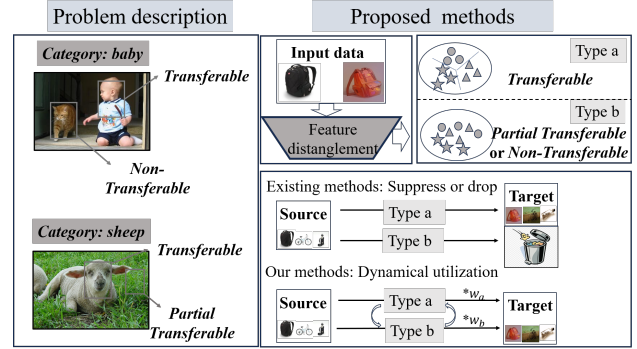 Problem description
Category: baby
Transferable
Non-
Transferable
Category: sheep
Transferable
Partial
Transferable
Proposed methods
Input data
Feature
distanglement
Type a
Transferable
Type b
Partial Transferable
or Non-Transferable
Existing methods: Suppress or drop
Source
Type a
Type b
Target
Our methods: Dynamical utilization
Source
Type a
*wa
Type b
*wb
Target